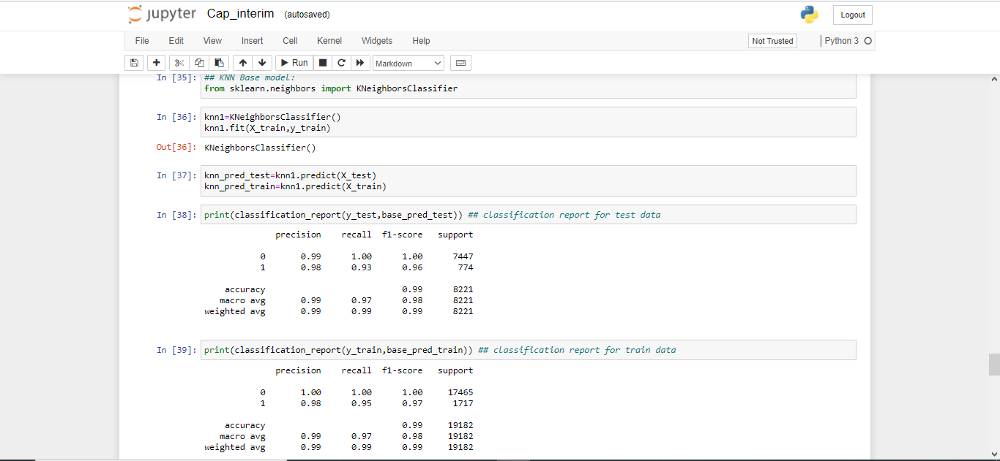 jupyter Cap_interim (autosaved)
Logout
File Edit View Insert Cell Kernel Widgets Help
Not Trusted
Python 3
Run
Markdown
In [35]: ## KNN Base model:
from sklearn.neighbors import KNeighborsClassifier
In [36]: knn1=KNeighborsClassifier()
knn1.fit(X_train,y_train)
Out[36]: KNeighborsClassifier()
In [37]: knn_pred_test=knn1.predict(X_test)
knn_pred_train=knn1.predict(X_train)
In [38]: print(classification_report(y_test,base_pred_test)) ## classification report for test data
precision recall f1-score support
0 0.99 1.00 1.00 7447
1 0.98 0.93 0.96 774
accuracy 0.99 8221
macro avg 0.99 0.97 0.98 8221
weighted avg 0.99 0.99 0.99 8221
In [39]: print(classification_report(y_train,base_pred_train)) ## classification report for train data
precision recall f1-score support
0 1.00 1.00 1.00 17465
1 0.98 0.95 0.97 1717
accuracy 0.99 19182
macro avg 0.99 0.97 0.98 19182
weighted avg 0.99 0.99 0.99 19182